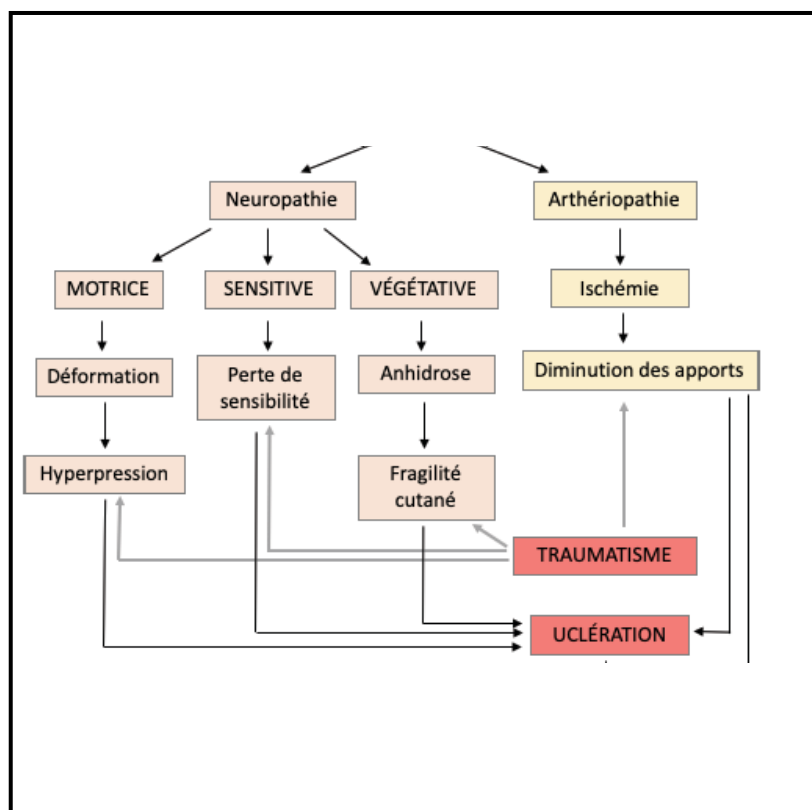 Neuropathie
Arthériopathie
MOTRICE
SENSITIVE
VÉGÉTATIVE
Ischémie
Déformation
Perte de
sensibilité
Anhidrose
Diminution des apports
Hyperpression
Fragilité
cutané
TRAUMATISME
UCLÉRATION